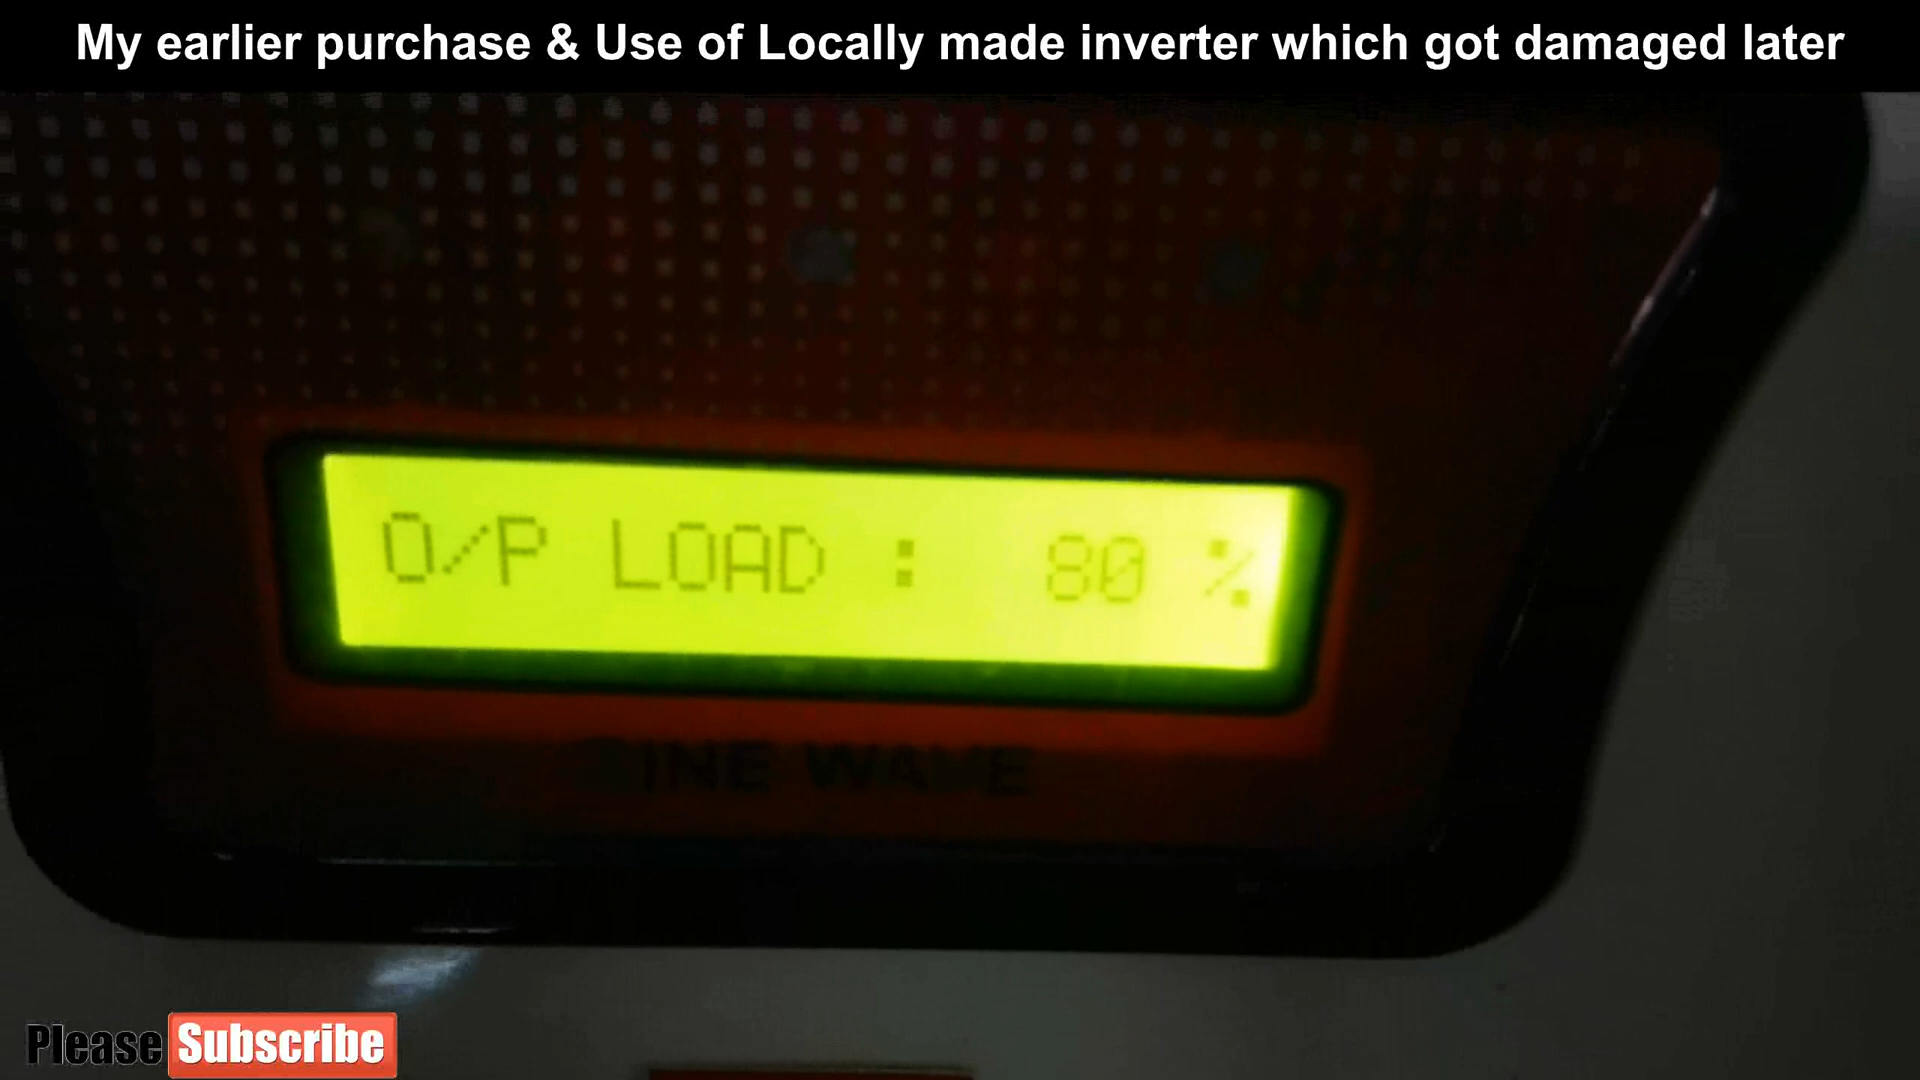 My earlier purchase & Use of Locally made inverter which got damaged later
O/P LOAD : 80 %
SINE WAVE
Please Subscribe